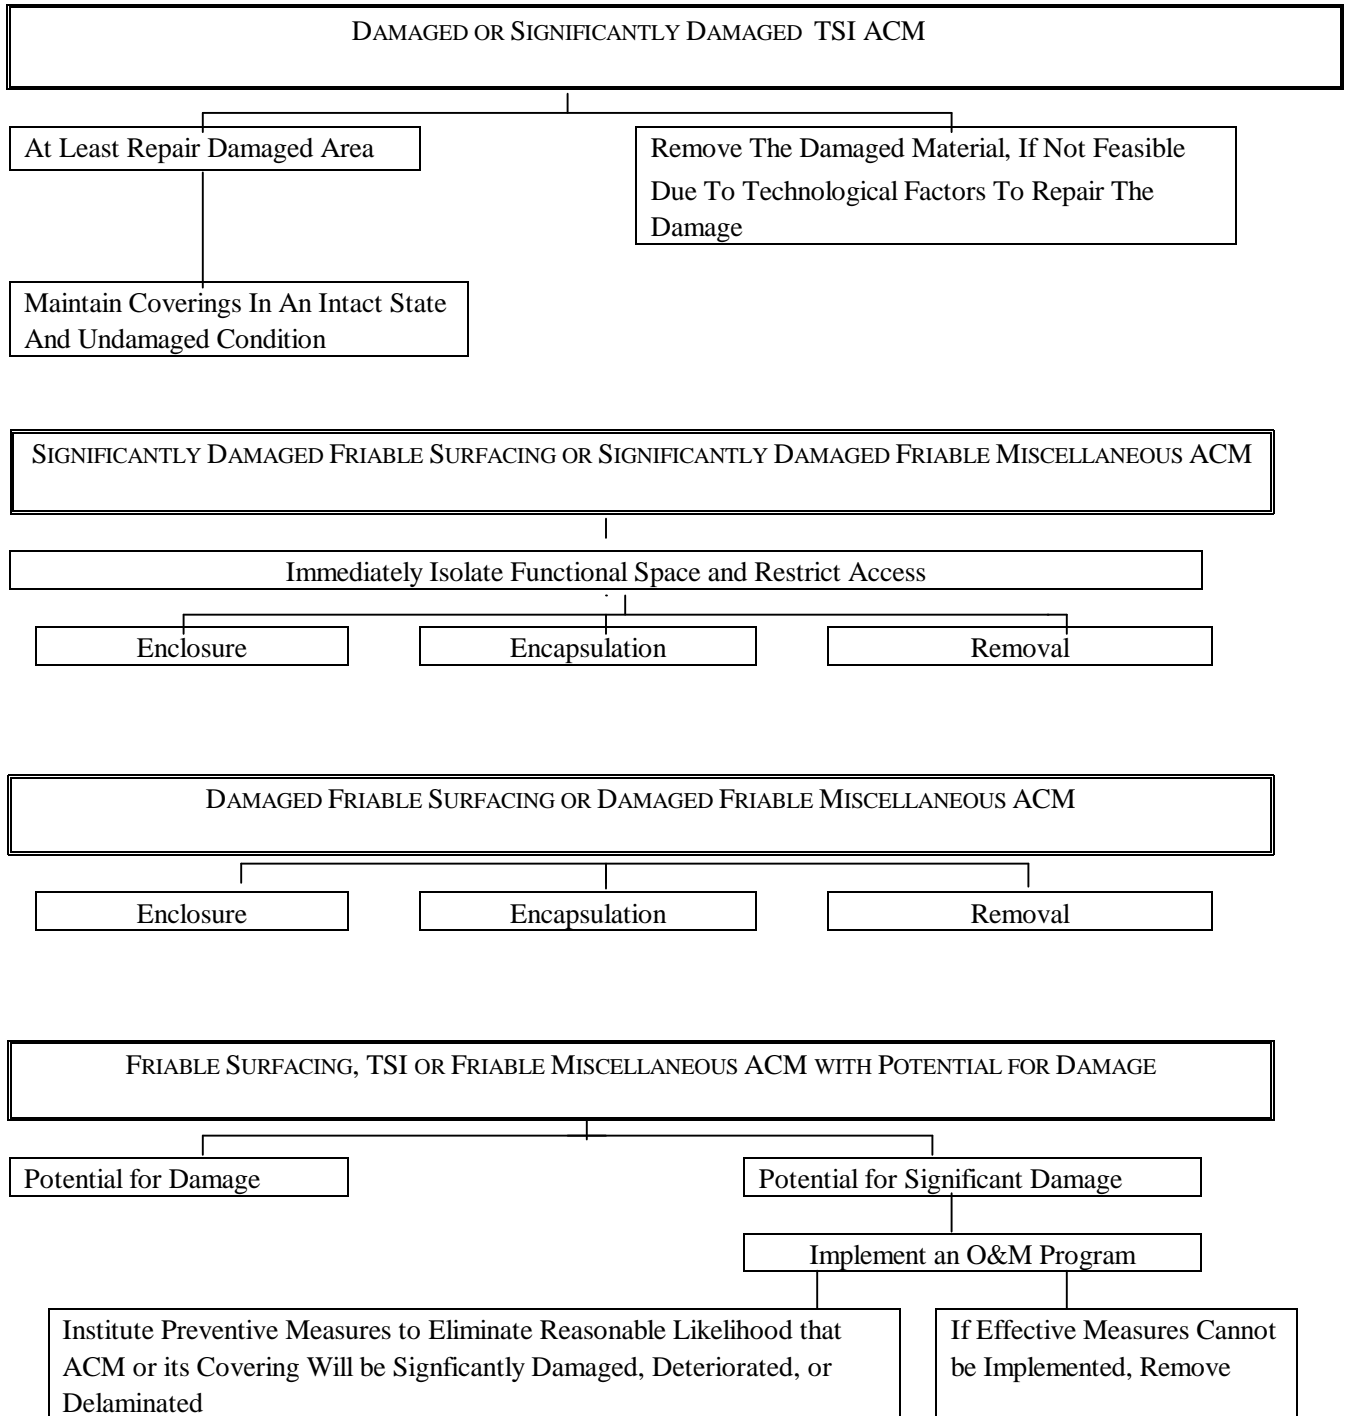 DAMAGED OR SIGNIFICANTLY DAMAGED TSI ACM
At Least Repair Damaged Area
Remove The Damaged Material, If Not Feasible
Due To Technological Factors To Repair The
Damage
Maintain Coverings In An Intact State
And Undamaged Condition
SIGNIFICANTLY DAMAGED FRIABLE SURFACING OR SIGNIFICANTLY DAMAGED FRIABLE MISCELLANEOUS ACM
Immediately Isolate Functional Space and Restrict Access
Enclosure
Encapsulation
Removal
DAMAGED FRIABLE SURFACING OR DAMAGED FRIABLE MISCELLANEOUS ACM
Enclosure
Encapsulation
Removal
FRIABLE SURFACING, TSI OR FRIABLE MISCELLANEOUS ACM WITH POTENTIAL FOR DAMAGE
Potential for Damage
Potential for Significant Damage
Implement an O&M Program
Institute Preventive Measures to Eliminate Reasonable Likelihood that
ACM or its Covering Will be Signficantly Damaged, Deteriorated, or
Delaminated
If Effective Measures Cannot
be Implemented, Remove